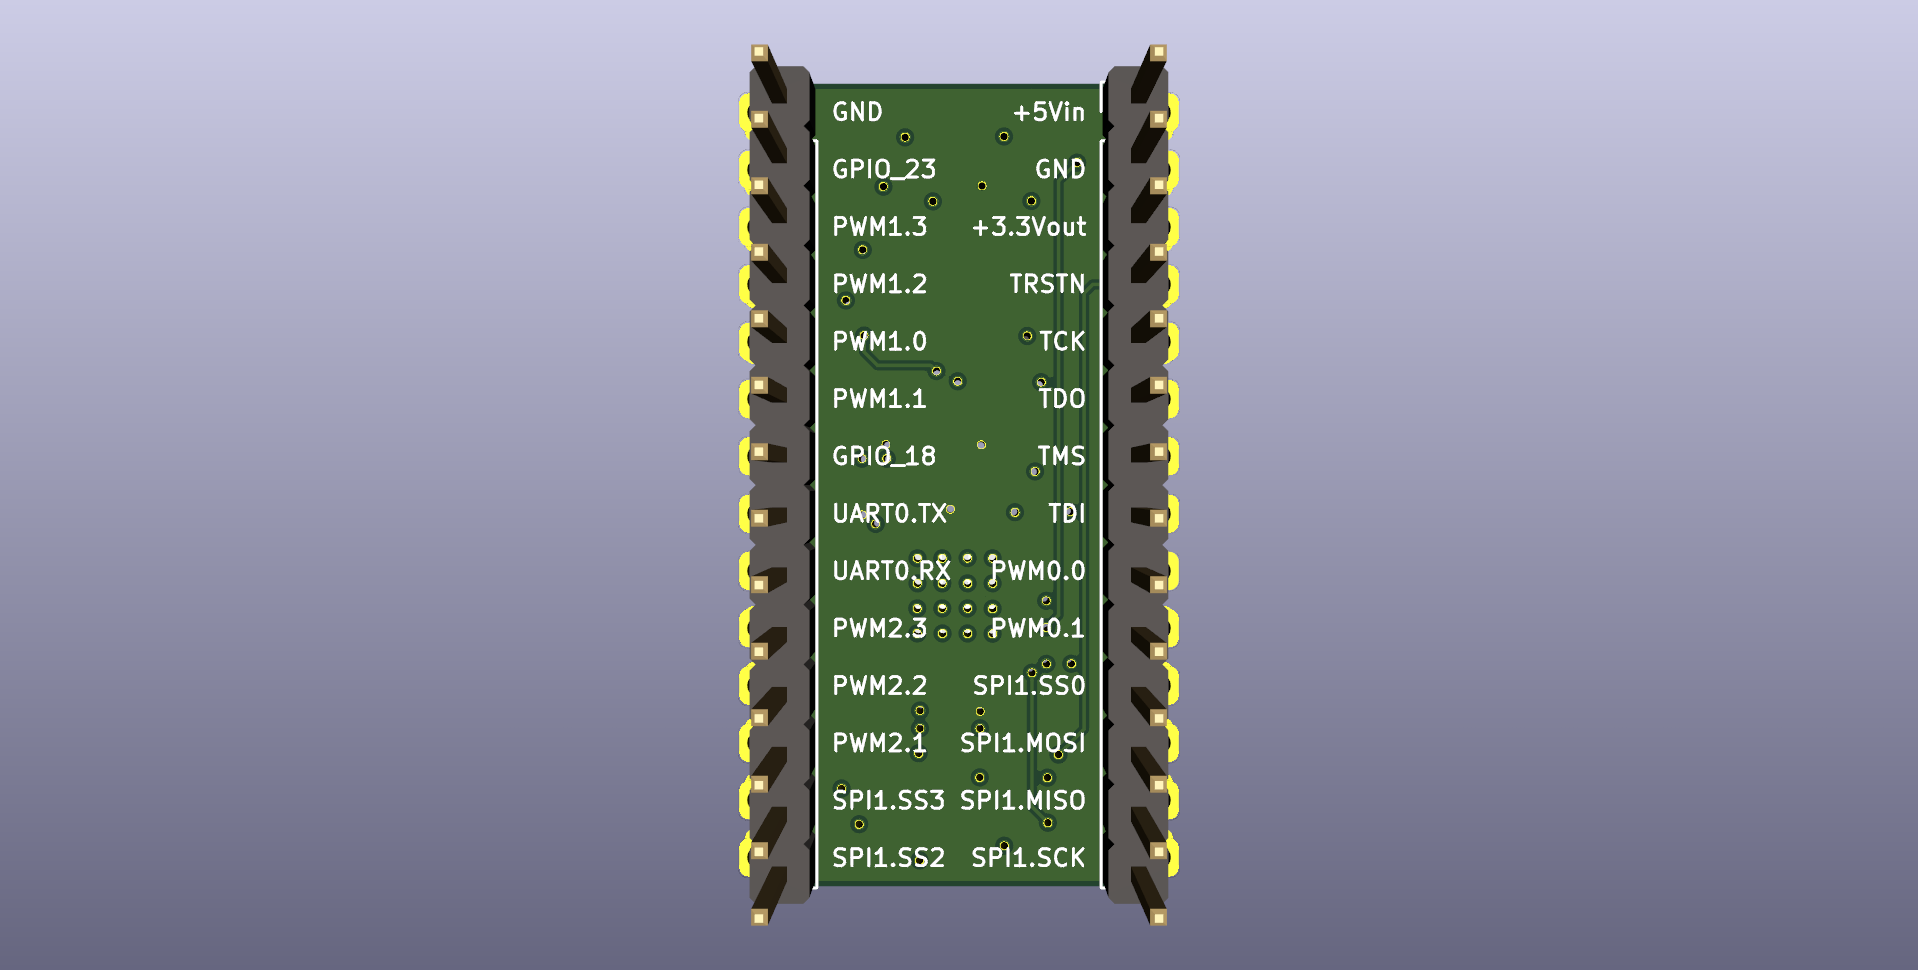 GND +5Vin
GPIO_23 GND
PWM1.3 +3.3Vout
PWM1.2 TRSTN
PWM1.0 TCK
PWM1.1 TDO
GPIO_18 TMS
UART0.TX TDI
UART0.RX PWM0.0
PWM2.3 PWM0.1
PWM2.2 SPI1.SS0
PWM2.1 SPI1.MOSI
SPI1.SS3 SPI1.MISO
SPI1.SS2 SPI1.SCK